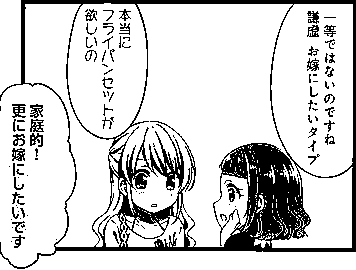 一等ではないのですね
謙虚 お嫁にしたいタイプ
本当に
フライパンセットが
欲しいの
家庭的！
更にお嫁にしたいです